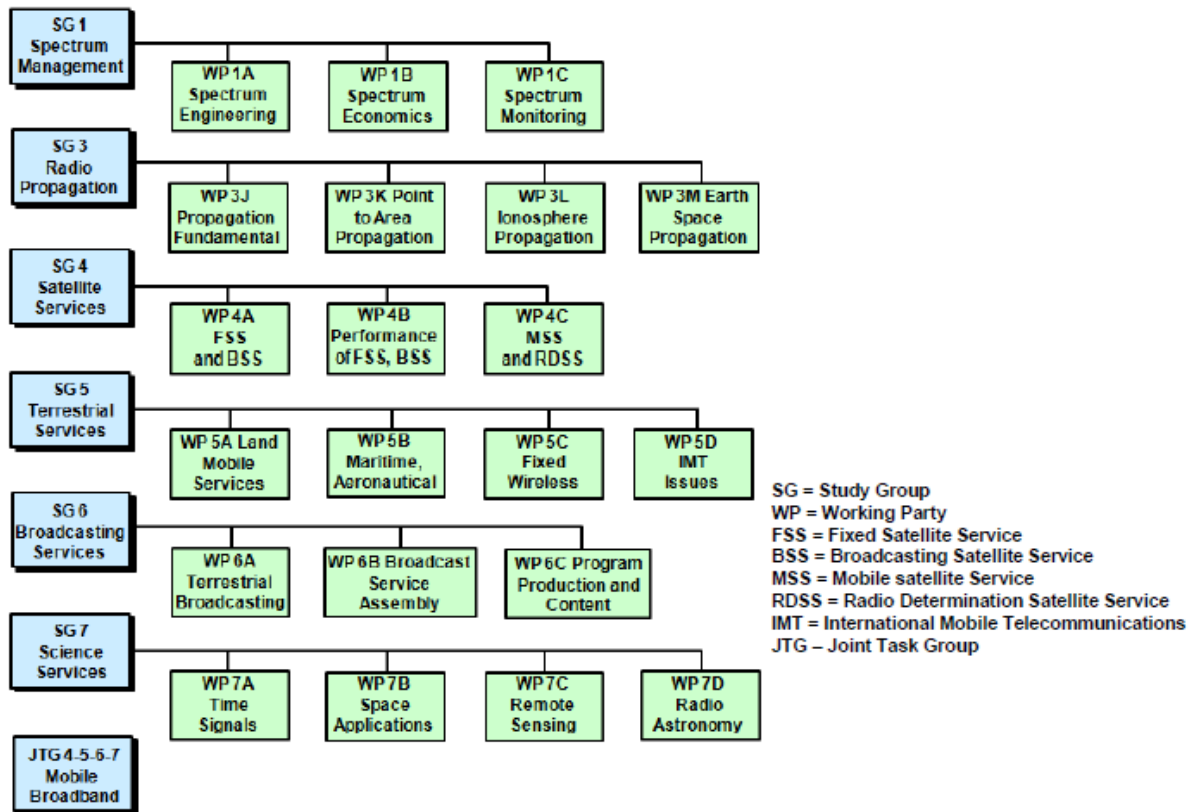 SG 1
Spectrum
Management
WP 1A
Spectrum
Engineering
WP 1B
Spectrum
Economics
WP 1C
Spectrum
Monitoring
SG 3
Radio
Propagation
WP 3J
Propagation
Fundamental
WP 3K Point
to Area
Propagation
WP 3L
Ionosphere
Propagation
WP 3M Earth
Space
Propagation
SG 4
Satellite
Services
WP 4A
FSS
and BSS
WP 4B
Performance
of FSS, BSS
WP 4C
MSS
and RDSS
SG 5
Terrestrial
Services
WP 5A Land
Mobile
Services
WP 5B
Maritime,
Aeronautical
WP 5C
Fixed
Wireless
WP 5D
IMT
Issues
SG 6
Broadcasting
Services
WP 6A
Terrestrial
Broadcasting
WP 6B Broadcast
Service
Assembly
WP 6C Program
Production and
Content
SG 7
Science
Services
WP 7A
Time
Signals
WP 7B
Space
Applications
WP 7C
Remote
Sensing
WP 7D
Radio
Astronomy
JTG 4-5-6-7
Mobile
Broadband
SG = Study Group
WP = Working Party
FSS = Fixed Satellite Service
BSS = Broadcasting Satellite Service
MSS = Mobile satellite Service
RDSS = Radio Determination Satellite Service
IMT = International Mobile Telecommunications
JTG – Joint Task Group